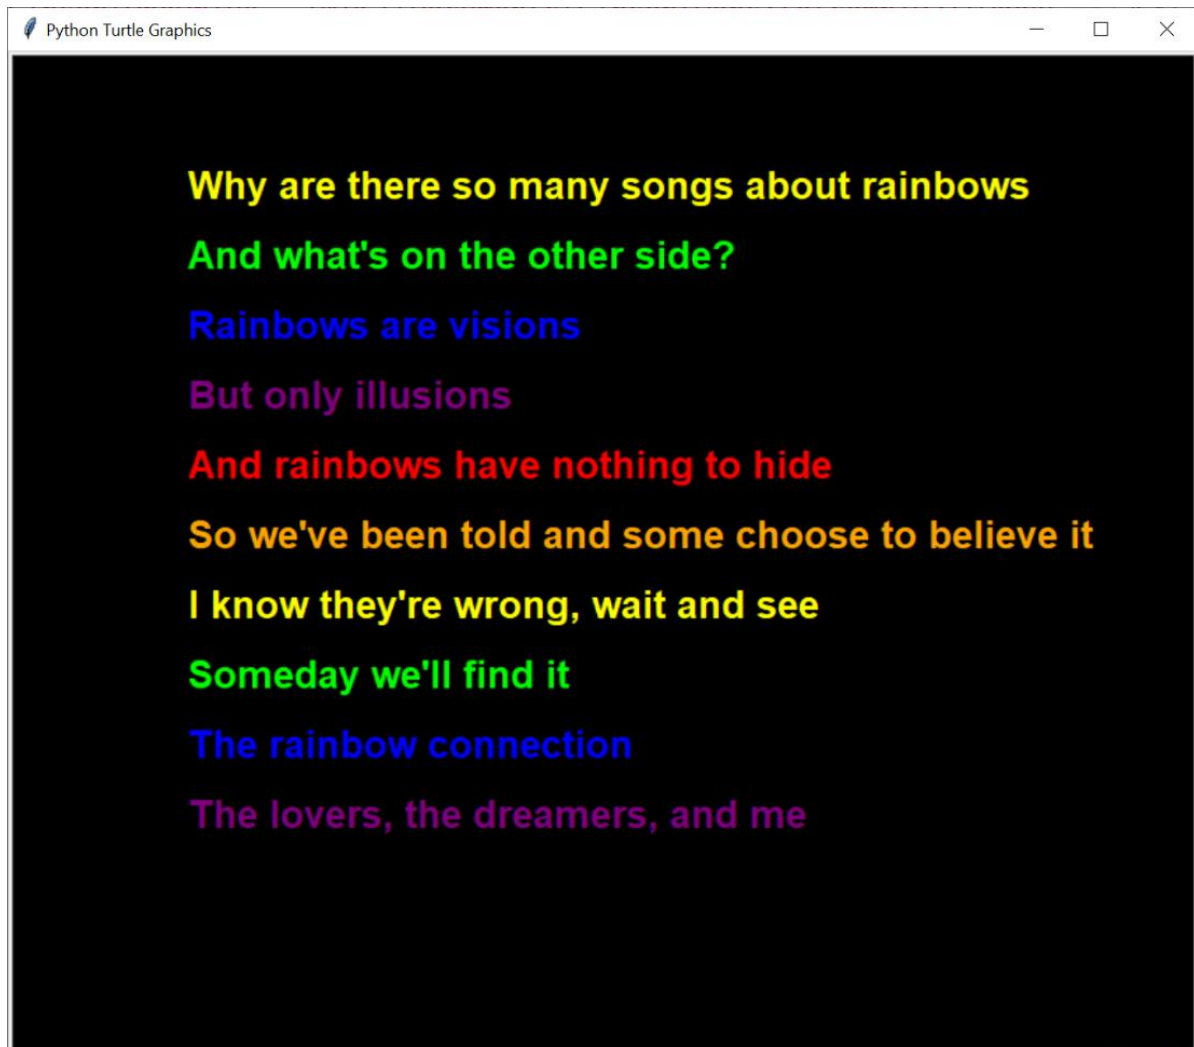 Python Turtle Graphics
Why are there so many songs about rainbows
And what's on the other side?
Rainbows are visions
But only illusions
And rainbows have nothing to hide
So we've been told and some choose to believe it
I know they're wrong, wait and see
Someday we'll find it
The rainbow connection
The lovers, the dreamers, and me